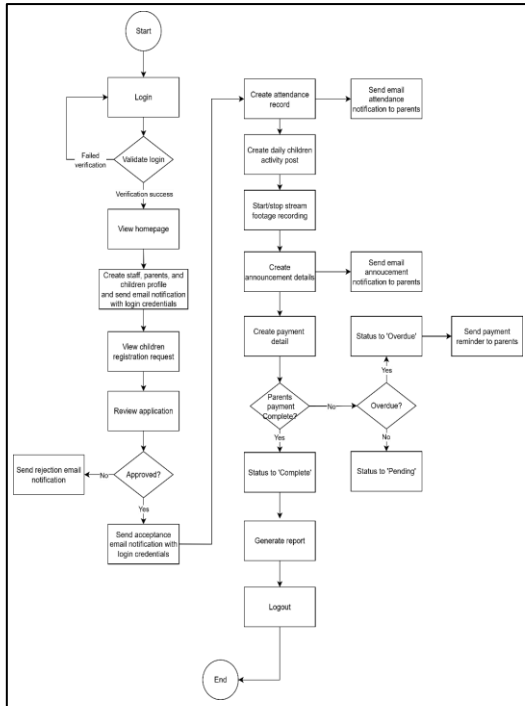 Start
Login
Failed
verification
Validate login
Verification success
View homepage
Create staff, parents, and
children profile
and send email notification
with login credentials
View children
registration request
Review application
Approved?
No
Send rejection email
notification
Yes
Send acceptance
email notification with
login credentials
Create attendance
record
Send email
attendance
notification to parents
Create daily children
activity post
Start/stop stream
footage recording
Create
announcement details
Send email
annoucement
notification to parents
Create payment
detail
Parents
payment
Complete?
No
Overdue?
Yes
Status to 'Overdue'
Send payment
reminder to parents
No
Status to 'Pending'
Yes
Status to 'Complete'
Generate report
Logout
End